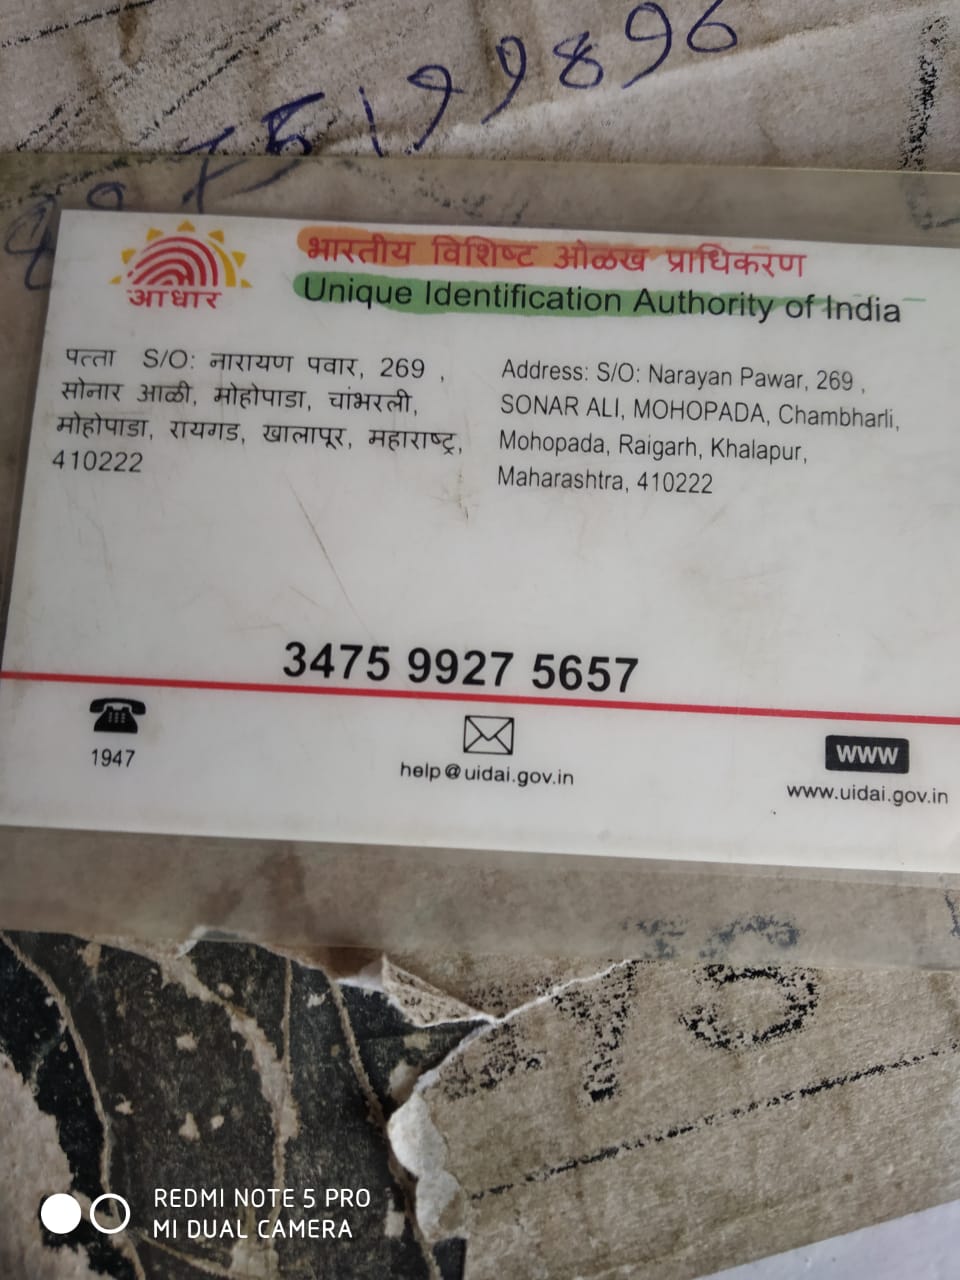 5199896
आधार
भारतीय विशिष्ट ओळख प्राधिकरण
Unique Identification Authority of India
पत्ता S/O: नारायण पवार, 269 ,
सोनार आळी, मोहोपाडा, चांभरली,
मोहोपाडा, रायगड, खालापूर, महाराष्ट्र,
410222
Address: S/O: Narayan Pawar, 269 ,
SONAR ALI, MOHOPADA, Chambharli,
Mohopada, Raigarh, Khalapur,
Maharashtra, 410222
3475 9927 5657
1947
help@uidai.gov.in
www
www.uidai.gov.in
REDMI NOTE 5 PRO
MI DUAL CAMERA